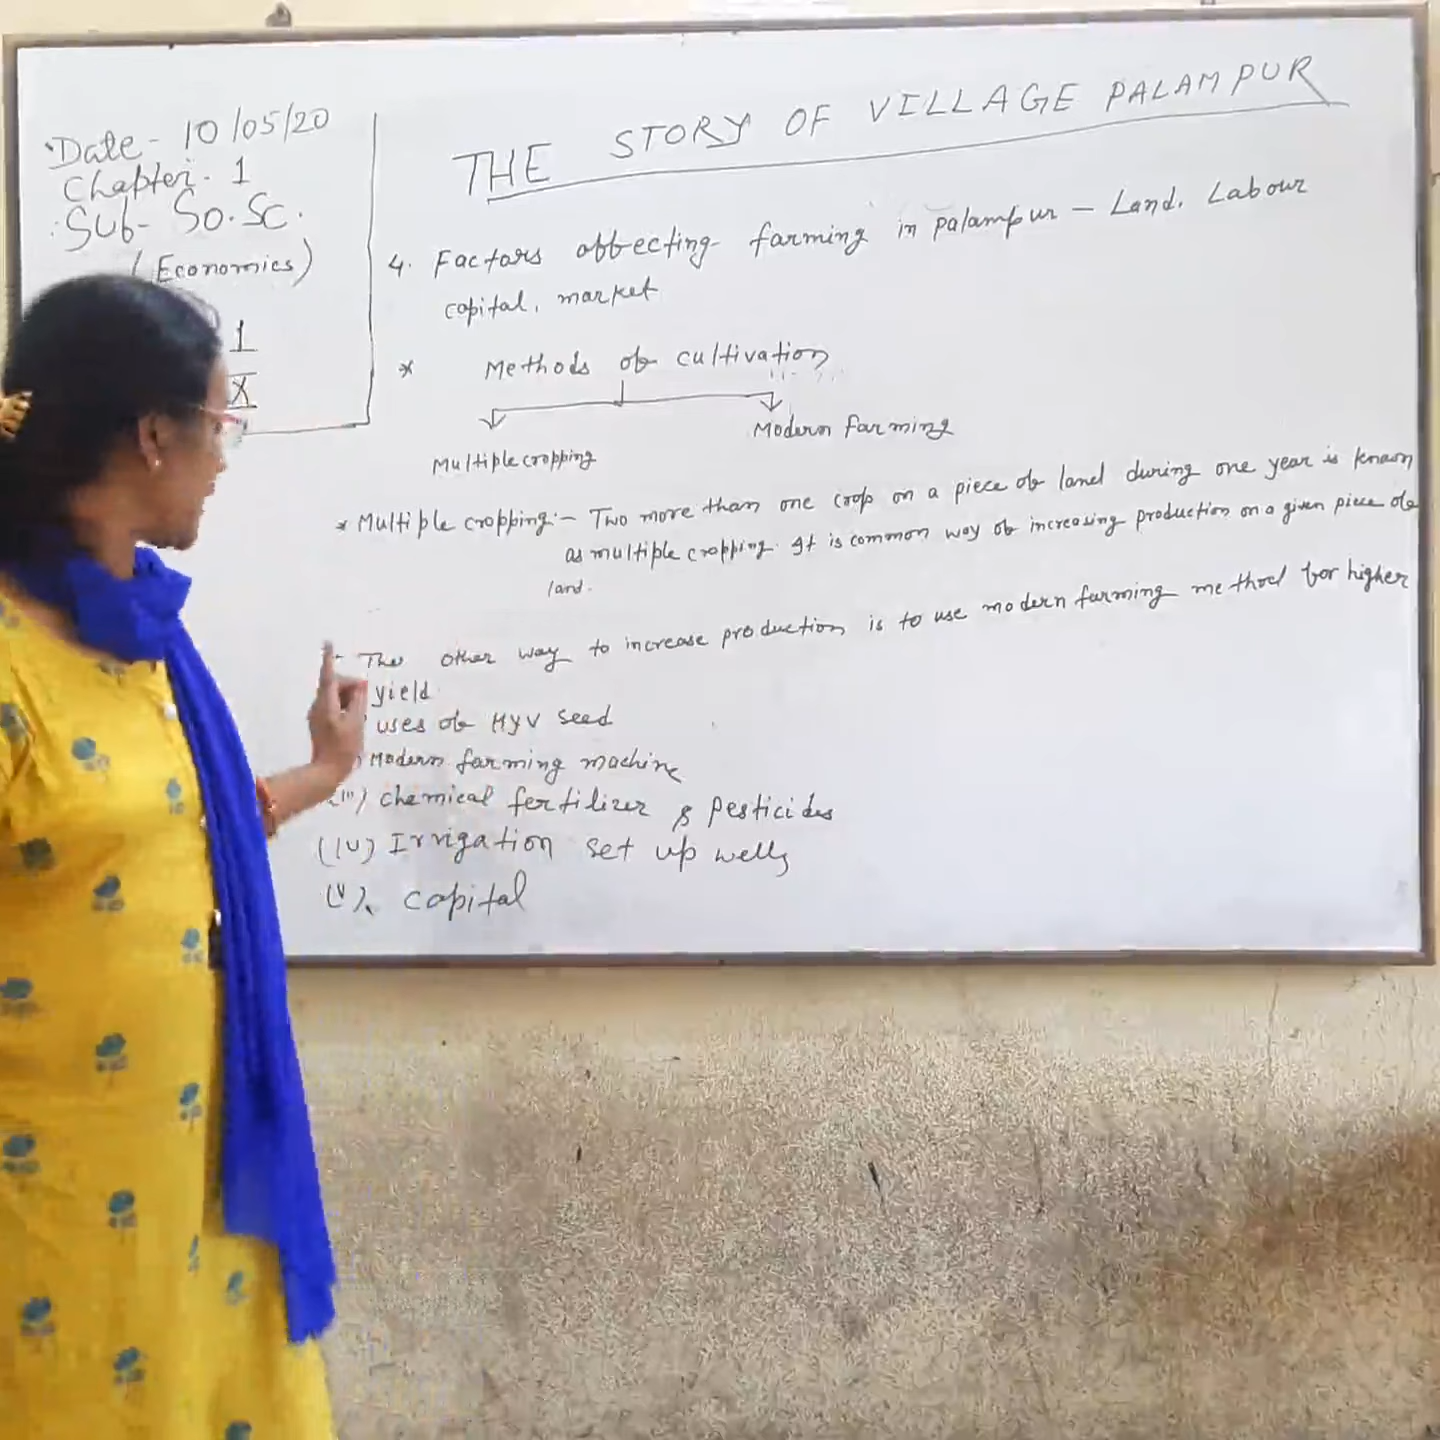 Date - 10/05/20
Chapter. 1
Sub- So.Sc.
(Economics)
1
X
THE STORY OF VILLAGE PALAMPUR
4. Factors affecting farming in palampur - Land. Labour
capital, market
* Methods of cultivation
Multiple cropping Modern farming
* Multiple cropping:- Two more than one crop on a piece of land during one year is known
as multiple cropping. It is common way of increasing production on a given piece of
land.
The other way to increase production is to use modern farming method for higher
yield
uses of HYV seed
Modern farming machine
(III) chemical fertilizer & pesticides
(IV) Irrigation set up wells
(V). capital